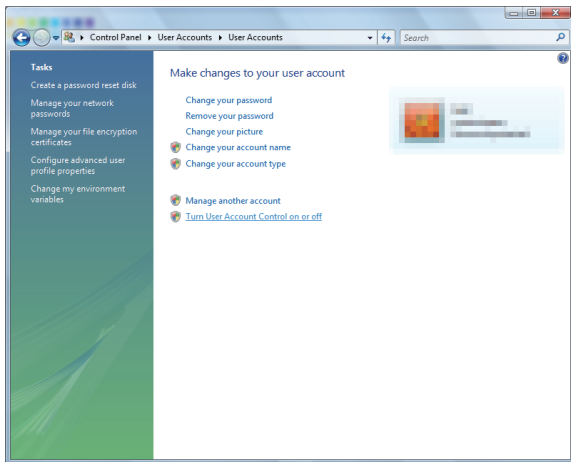 Control Panel ▸ User Accounts ▸ User Accounts
Search
Tasks
Create a password reset disk
Manage your network
passwords
Manage your file encryption
certificates
Configure advanced user
profile properties
Change my environment
variables
Make changes to your user account
Change your password
Remove your password
Change your picture
Change your account name
Change your account type
Manage another account
Turn User Account Control on or off